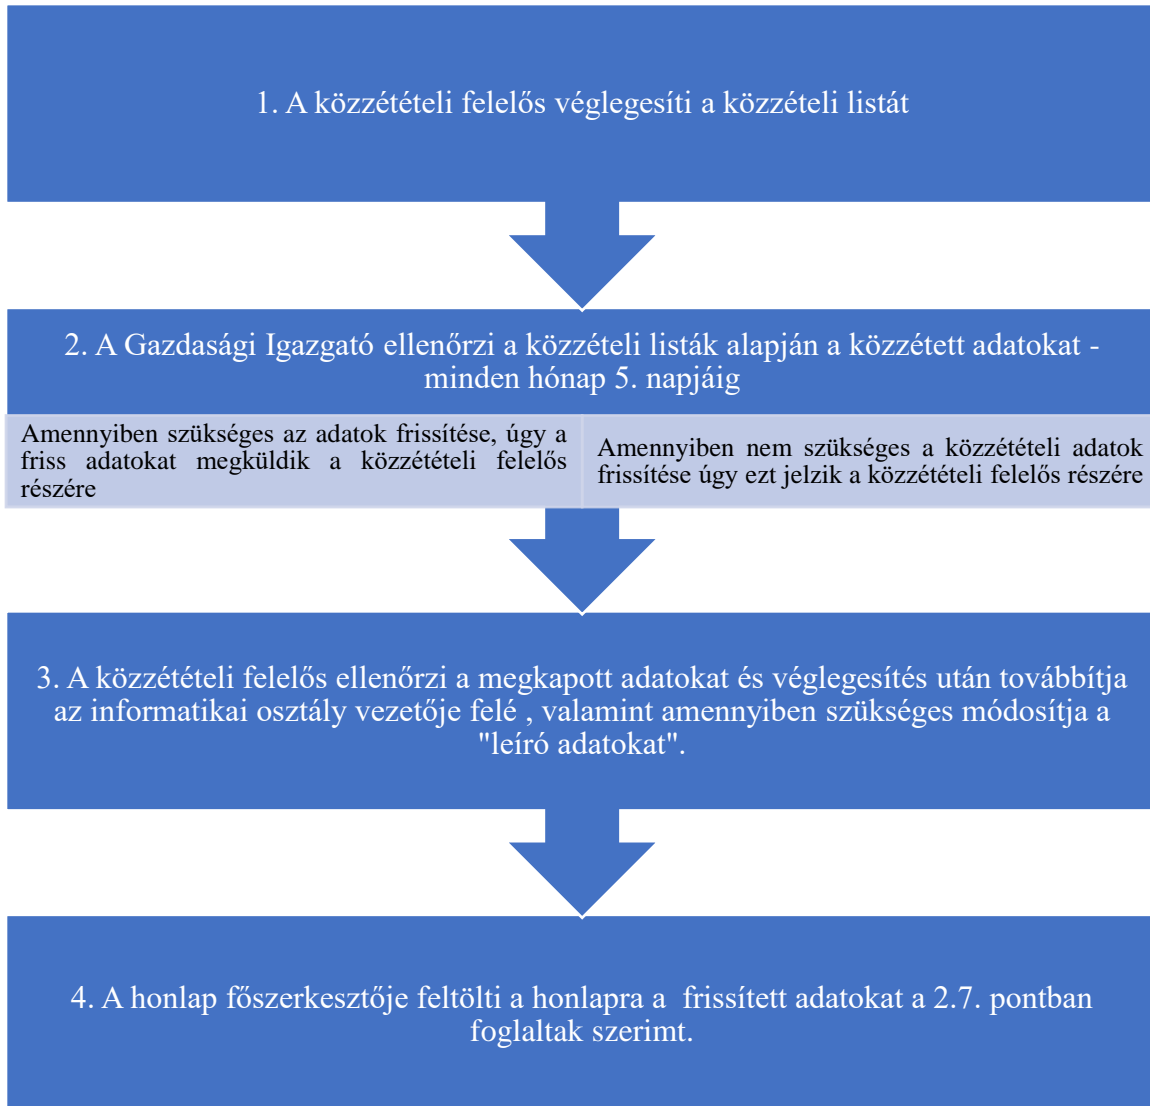 1. A közzétételi felelős véglegesíti a közzételi listát
2. A Gazdasági Igazgató ellenőrzi a közzételi listák alapján a közzétett adatokat -
minden hónap 5. napjáig
Amennyiben szükséges az adatok frissítése, úgy a
friss adatokat megküldik a közzétételi felelős
részére
Amennyiben nem szükséges a közzétételi adatok
frissítése úgy ezt jelzik a közzétételi felelős részére
3. A közzétételi felelős ellenőrzi a megkapott adatokat és véglegesítés után továbbítja
az informatikai osztály vezetője felé , valamint amennyiben szükséges módosítja a
"leíró adatokat".
4. A honlap főszerkesztője feltölti a honlapra a  frissített adatokat a 2.7. pontban
foglaltak szerimt.